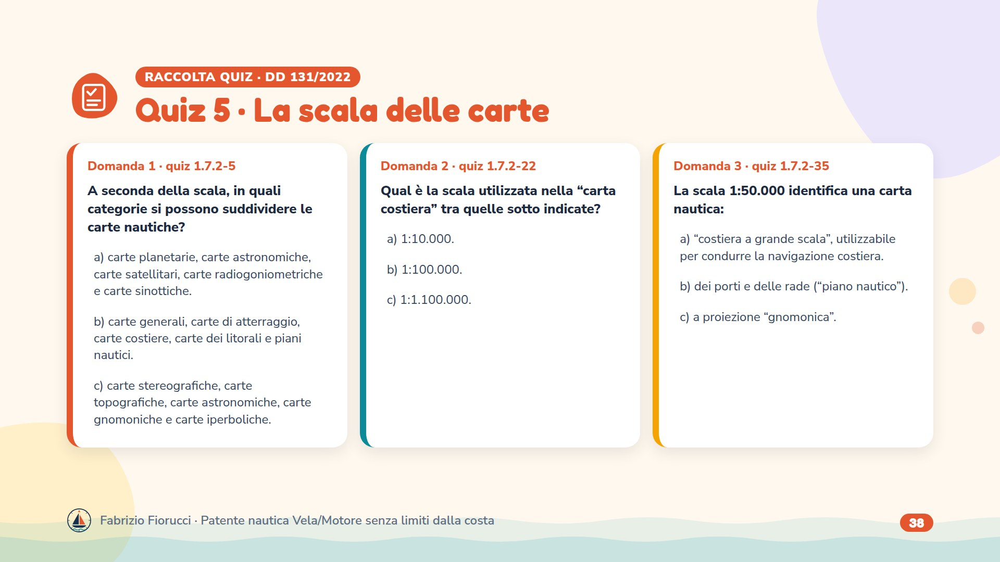 RACCOLTA QUIZ · DD 131/2022
Quiz 5 · La scala delle carte
Domanda 1 · quiz 1.7.2-5
A seconda della scala, in quali
categorie si possono suddividere le
carte nautiche?
a) carte planetarie, carte astronomiche,
carte satellitari, carte radiogoniometriche
e carte sinottiche.
b) carte generali, carte di atterraggio,
carte costiere, carte dei litorali e piani
nautici.
c) carte stereografiche, carte
topografiche, carte astronomiche, carte
gnomoniche e carte iperboliche.
Domanda 2 · quiz 1.7.2-22
Qual è la scala utilizzata nella “carta
costiera” tra quelle sotto indicate?
a) 1:10.000.
b) 1:100.000.
c) 1:1.100.000.
Domanda 3 · quiz 1.7.2-35
La scala 1:50.000 identifica una carta
nautica:
a) “costiera a grande scala”, utilizzabile
per condurre la navigazione costiera.
b) dei porti e delle rade (“piano nautico”).
c) a proiezione “gnomonica”.
Fabrizio Fiorucci · Patente nautica Vela/Motore senza limiti dalla costa
38